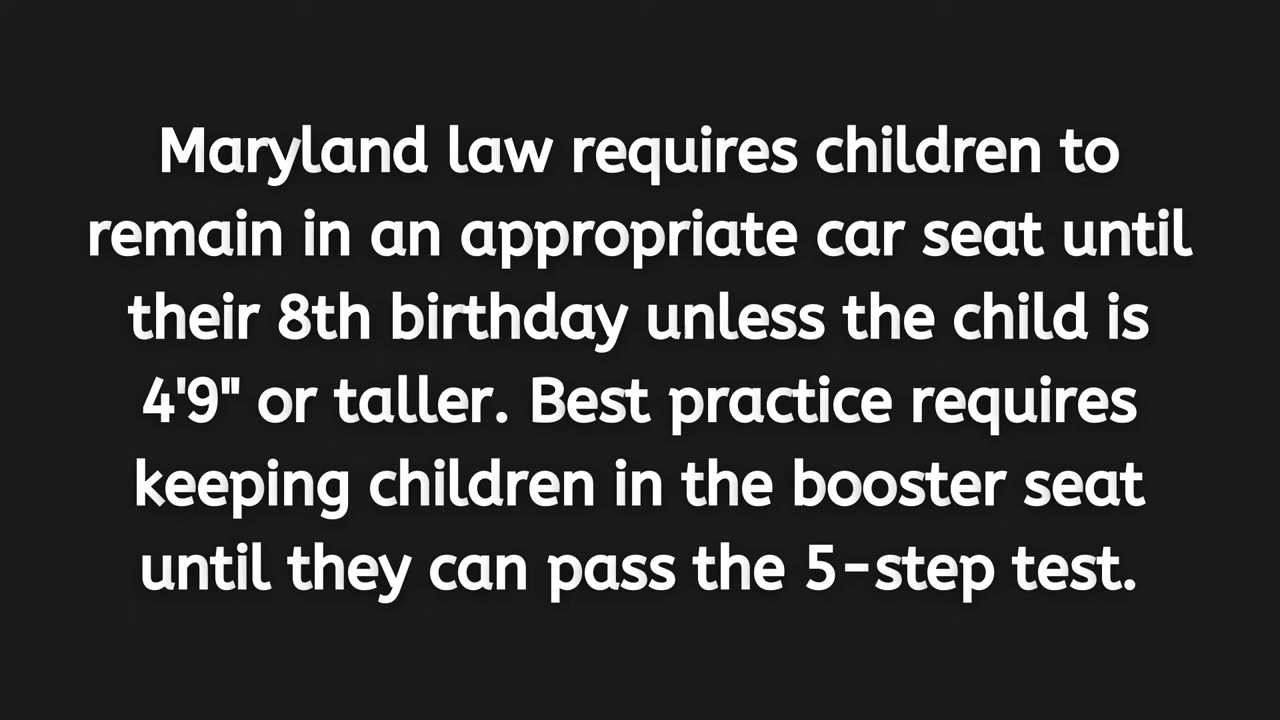 Maryland law requires children to
remain in an appropriate car seat until
their 8th birthday unless the child is
4'9" or taller. Best practice requires
keeping children in the booster seat
until they can pass the 5-step test.